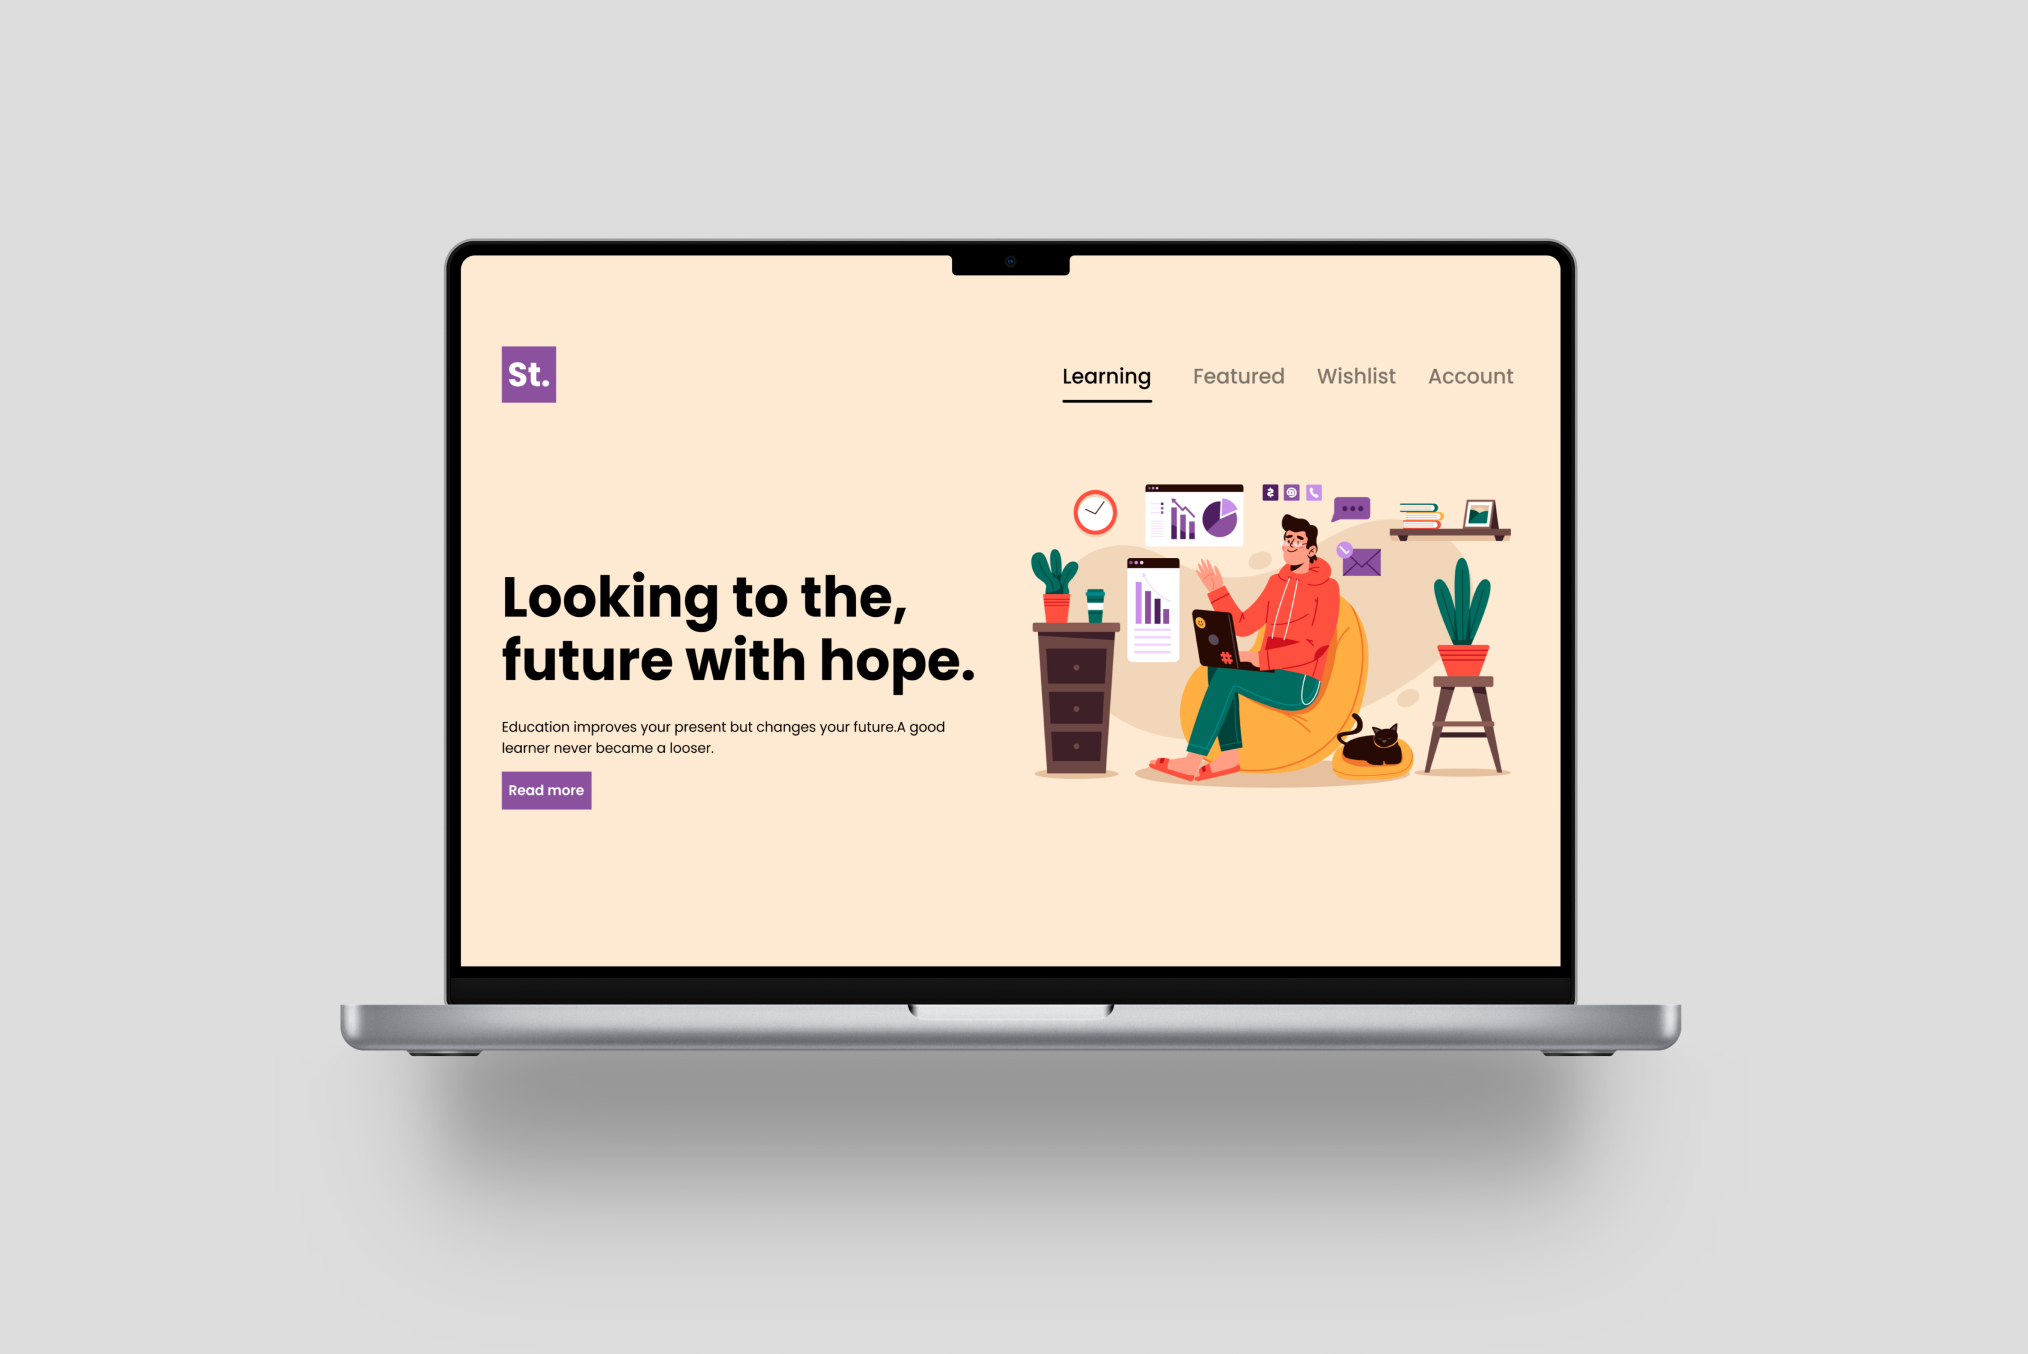 St.
Learning Featured Wishlist Account
Looking to the,
future with hope.
Education improves your present but changes your future.A good
learner never became a looser.
Read more